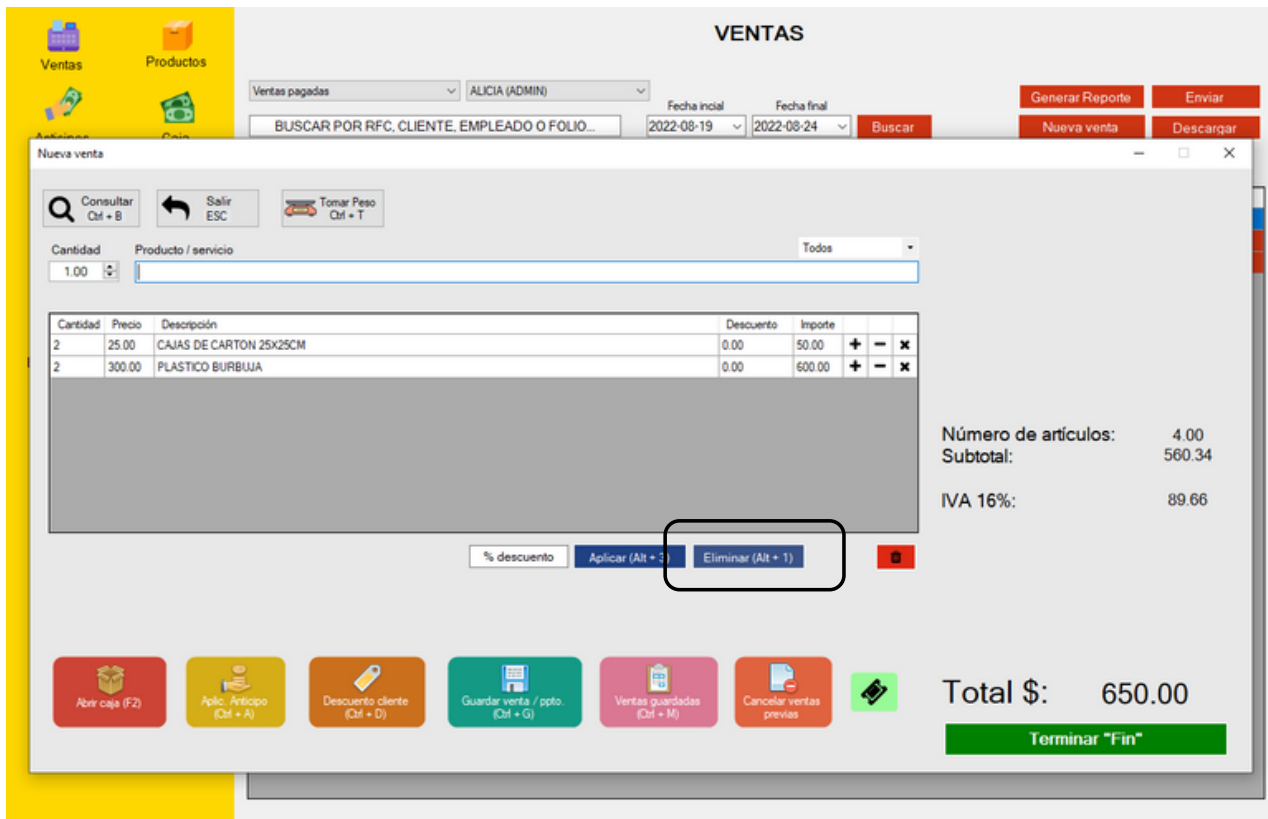 VENTAS
Ventas Productos
Ventas pagadas ALICIA (ADMIN)
Fecha incial Fecha final
Generar Reporte Enviar
BUSCAR POR RFC, CLIENTE, EMPLEADO O FOLIO... 2022-08-19 2022-08-24 Buscar
Nueva venta Descargar
Anticipos Caja
Nueva venta
Consultar Salir Tomar Peso
Ctrl + B ESC Ctrl + T
Cantidad Producto / servicio Todos
1.00
Cantidad Precio Descripción Descuento Importe
2 25.00 CAJAS DE CARTON 25X25CM 0.00 50.00
2 300.00 PLASTICO BURBUJA 0.00 600.00
Número de artículos: 4.00
Subtotal: 560.34
IVA 16%: 89.66
% descuento Aplicar (Alt + 3) Eliminar (Alt + 1)
Abrir caja (F2)
Aplic. Anticipo
(Ctrl + A)
Descuento cliente
(Ctrl + D)
Guardar venta / ppto.
(Ctrl + G)
Ventas guardadas
(Ctrl + M)
Cancelar ventas
previas
Total $: 650.00
Terminar "Fin"